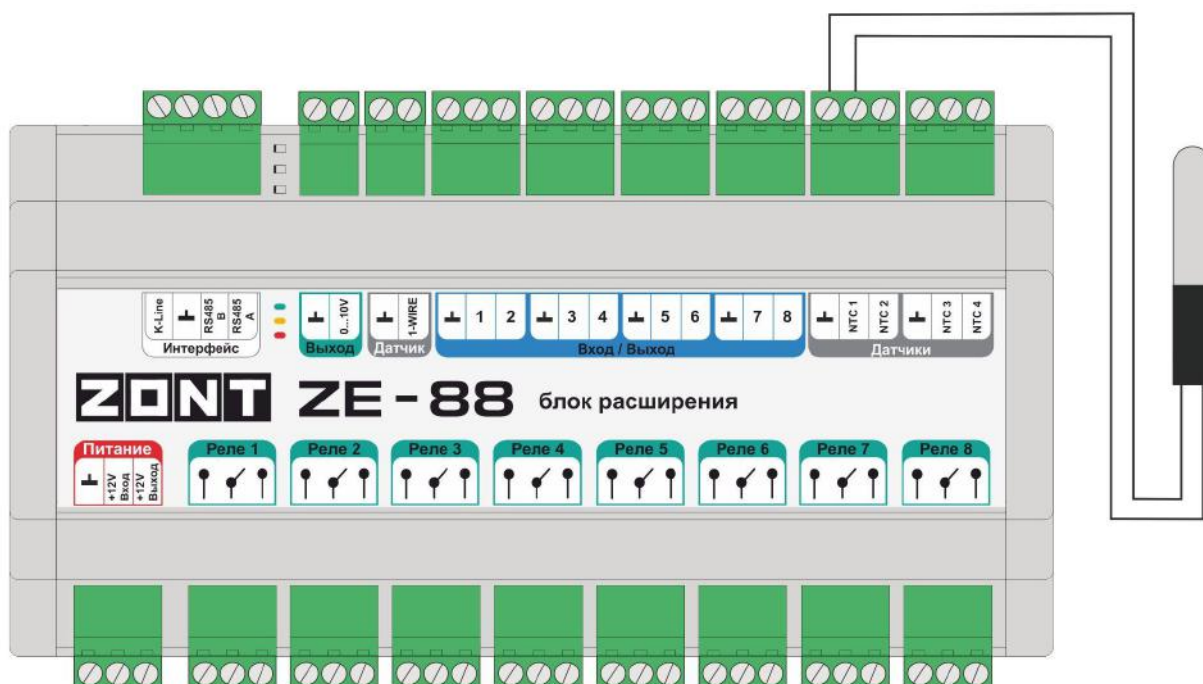 K-Line
RS485 B
RS485 A
Интерфейс
0...10V
Выход
1-WIRE
Датчик
1 2 3 4 5 6 7 8
Вход / Выход
NTC 1
NTC 2
NTC 3
NTC 4
Датчики
ZONT ZE-88 блок расширения
Питание
+12V Вход
+12V Выход
Реле 1 Реле 2 Реле 3 Реле 4 Реле 5 Реле 6 Реле 7 Реле 8